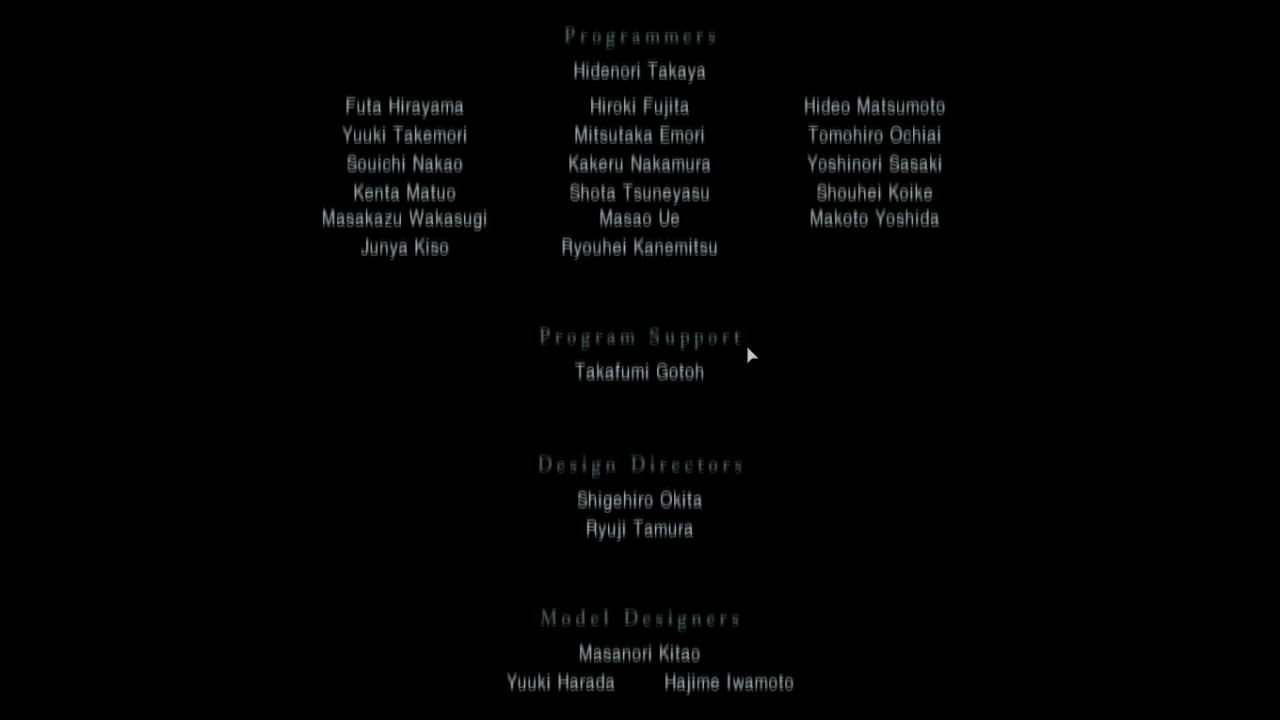 Programmers
Hidenori Takaya
Futa Hirayama Hiroki Fujita Hideo Matsumoto
Yuuki Takemori Mitsutaka Emori Tomohiro Ochiai
Souichi Nakao Kakeru Nakamura Yoshinori Sasaki
Kenta Matuo Shota Tsuneyasu Shouhei Koike
Masakazu Wakasugi Masao Ue Makoto Yoshida
Junya Kiso Ryouhei Kanemitsu
Program Support
Takafumi Gotoh
Design Directors
Shigehiro Okita
Ryuji Tamura
Model Designers
Masanori Kitao
Yuuki Harada Hajime Iwamoto